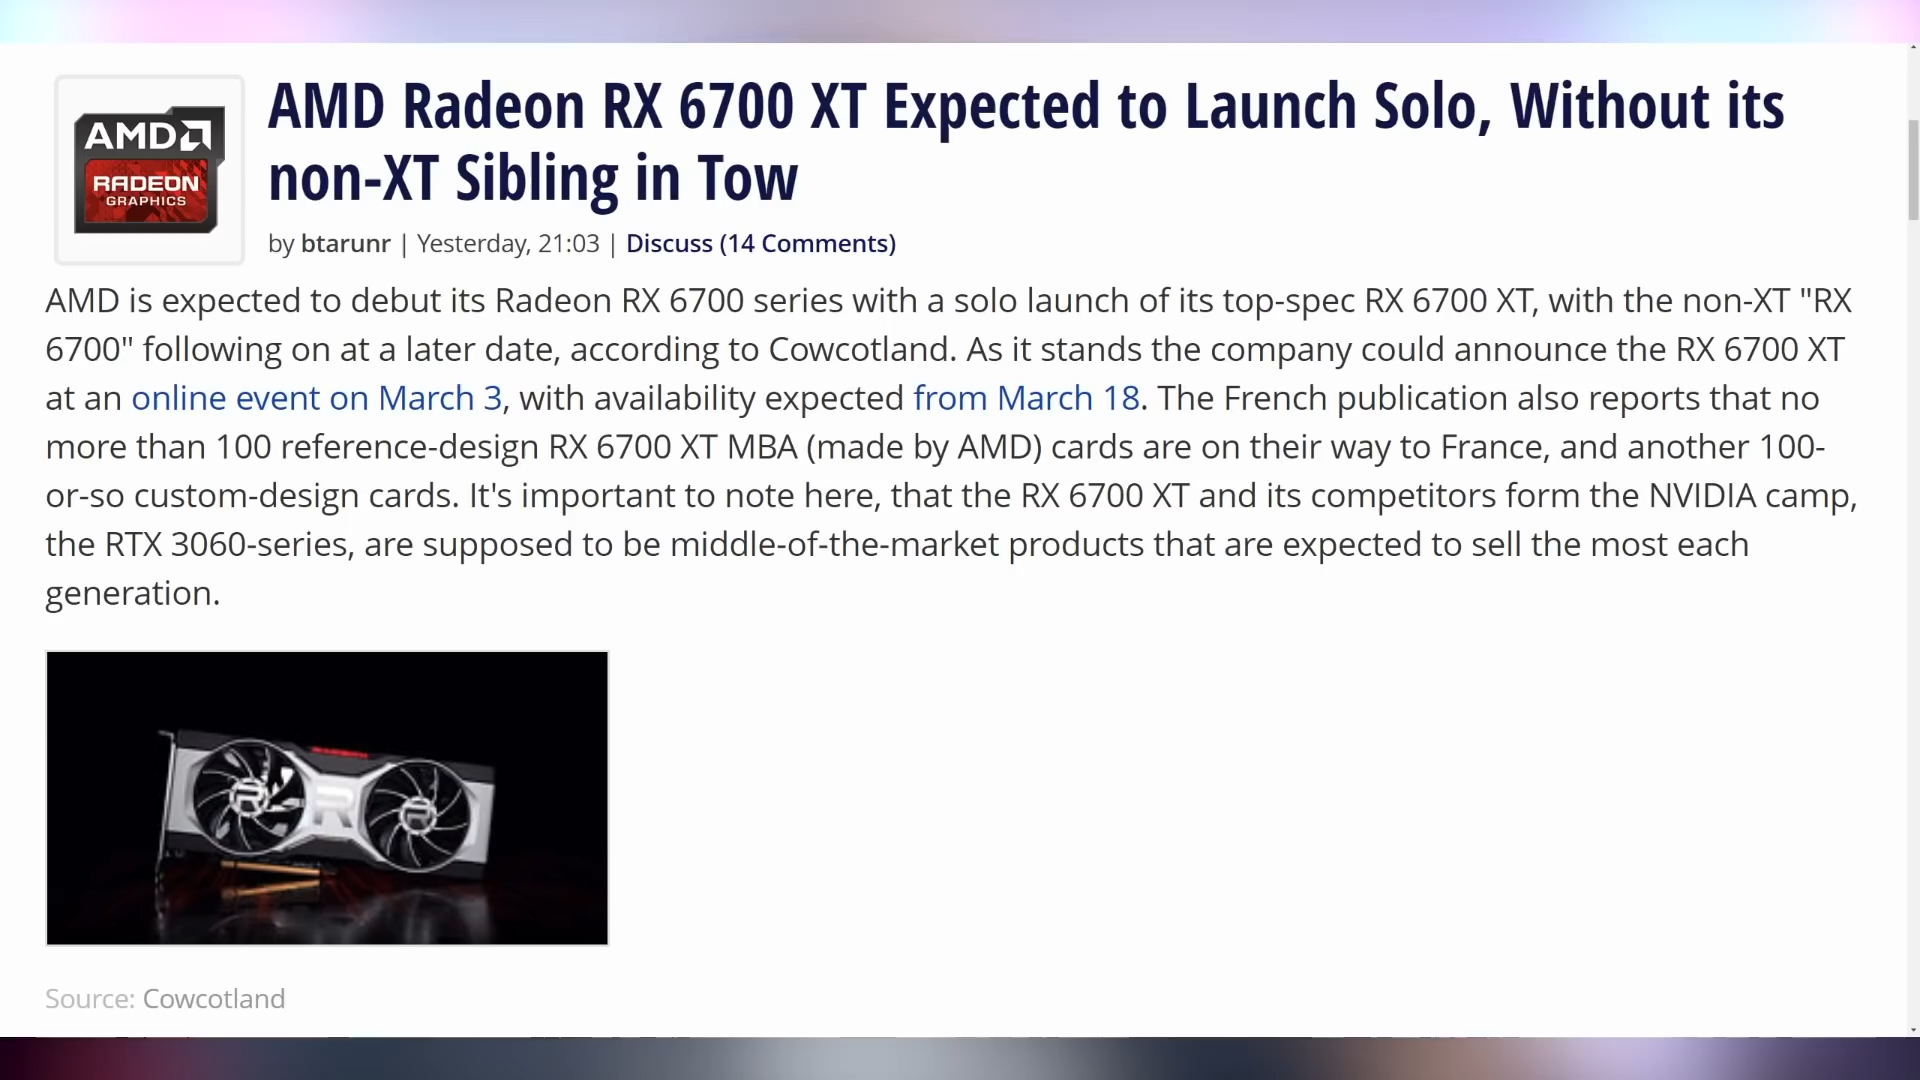 AMD
RADEON
GRAPHICS
AMD Radeon RX 6700 XT Expected to Launch Solo, Without its
non-XT Sibling in Tow
by btarunr | Yesterday, 21:03 | Discuss (14 Comments)
AMD is expected to debut its Radeon RX 6700 series with a solo launch of its top-spec RX 6700 XT, with the non-XT "RX
6700" following on at a later date, according to Cowcotland. As it stands the company could announce the RX 6700 XT
at an online event on March 3, with availability expected from March 18. The French publication also reports that no
more than 100 reference-design RX 6700 XT MBA (made by AMD) cards are on their way to France, and another 100-
or-so custom-design cards. It's important to note here, that the RX 6700 XT and its competitors form the NVIDIA camp,
the RTX 3060-series, are supposed to be middle-of-the-market products that are expected to sell the most each
generation.
R
R
R
Source: Cowcotland